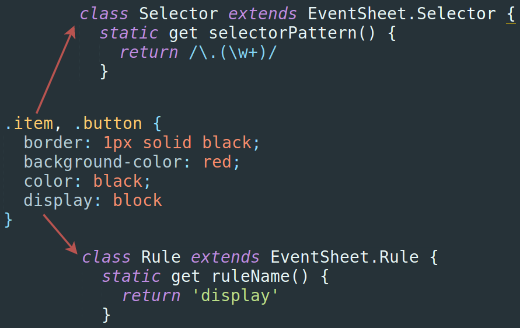 class Selector extends EventSheet.Selector {
static get selectorPattern() {
return /\.(\w+)/
}
.item, .button {
border: 1px solid black;
background-color: red;
color: black;
display: block
}
class Rule extends EventSheet.Rule {
static get ruleName() {
return 'display'
}